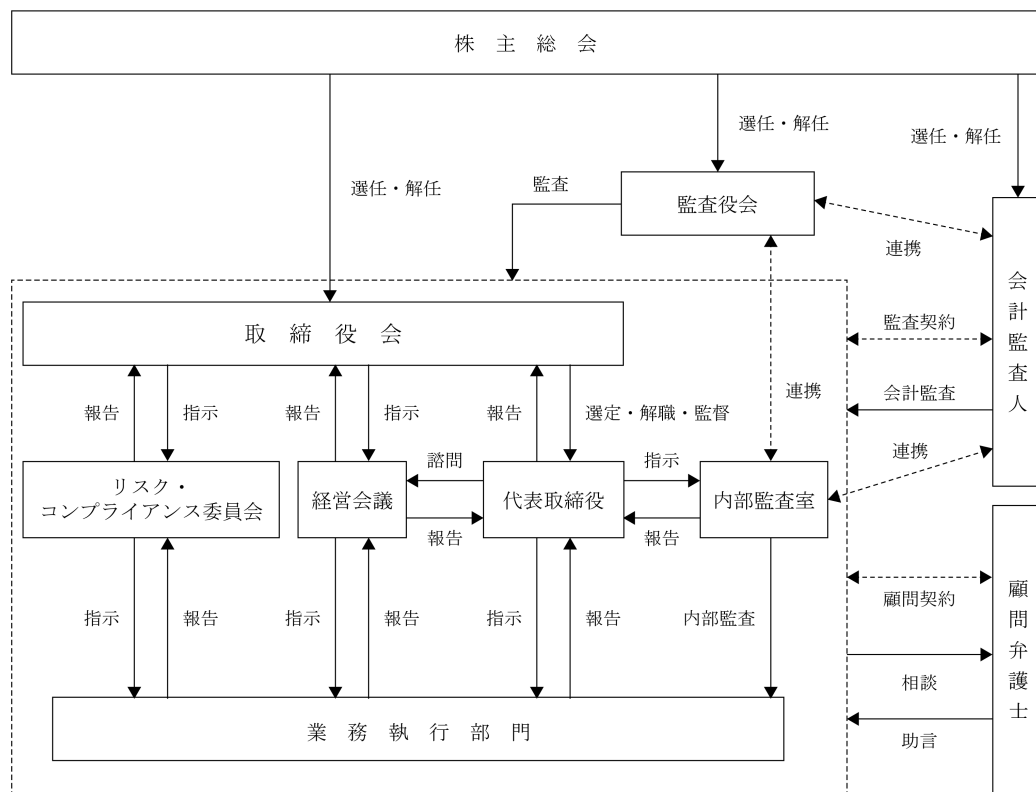 株主総会
選任・解任
選任・解任
選任・解任
監査
監査役会
連携
会計監査人
取締役会
監査契約
連携
会計監査
報告
指示
報告
指示
報告
選定・解職・監督
連携
諮問
指示
リスク・
コンプライアンス委員会
経営会議
代表取締役
内部監査室
報告
報告
顧問契約
顧問弁護士
指示
報告
指示
報告
指示
報告
内部監査
相談
業務執行部門
助言